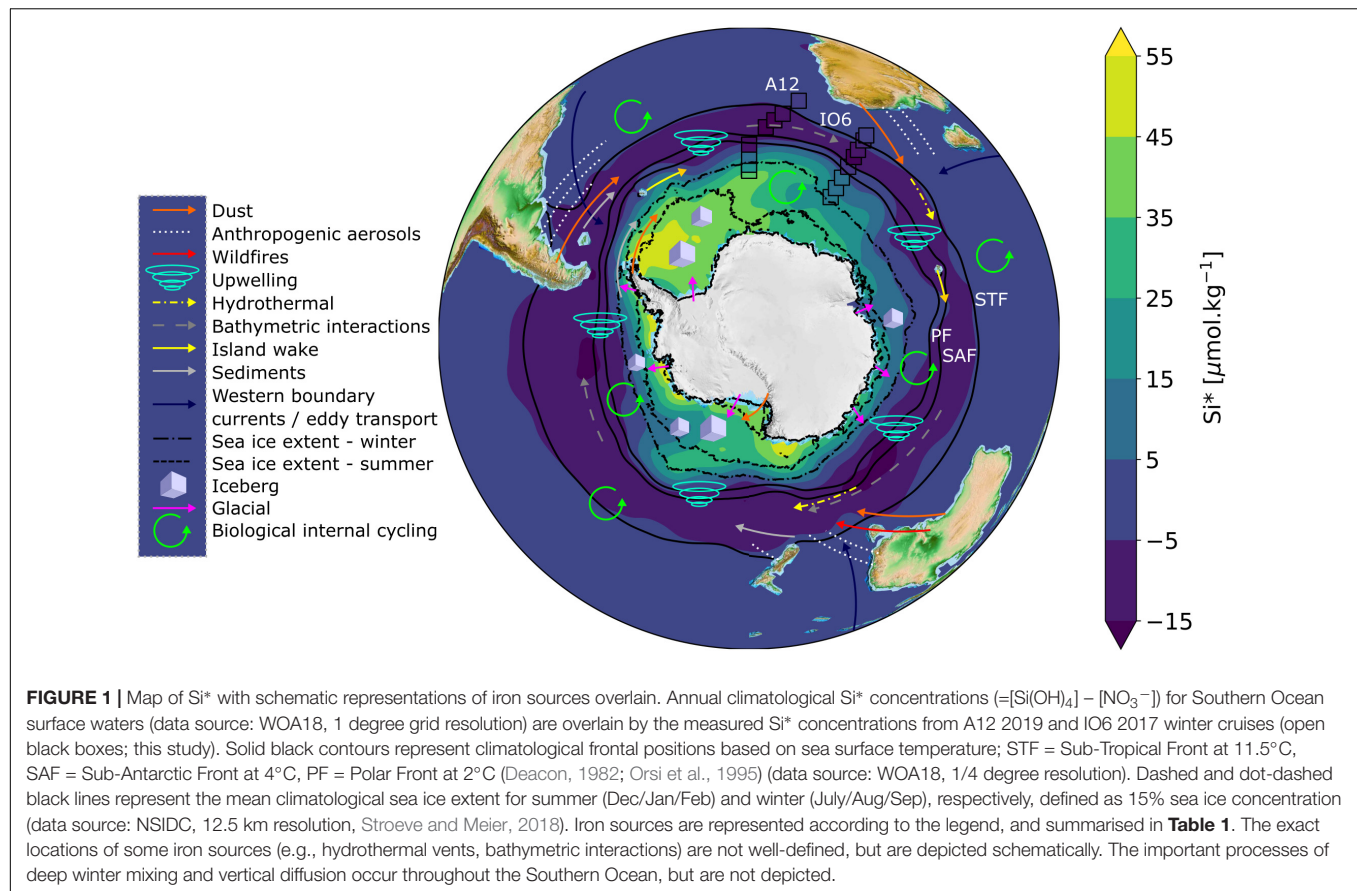 A12
IO6
STF
PF
SAF
Dust
Anthropogenic aerosols
Wildfires
Upwelling
Hydrothermal
Bathymetric interactions
Island wake
Sediments
Western boundary
currents / eddy transport
Sea ice extent - winter
Sea ice extent - summer
Iceberg
Glacial
Biological internal cycling
55
45
35
25
15
5
−5
−15
Si* [μmol.kg⁻¹]
FIGURE 1 | Map of Si* with schematic representations of iron sources overlain. Annual climatological Si* concentrations (=[Si(OH)₄] – [NO₃⁻]) for Southern Ocean
surface waters (data source: WOA18, 1 degree grid resolution) are overlain by the measured Si* concentrations from A12 2019 and IO6 2017 winter cruises (open
black boxes; this study). Solid black contours represent climatological frontal positions based on sea surface temperature; STF = Sub-Tropical Front at 11.5°C,
SAF = Sub-Antarctic Front at 4°C, PF = Polar Front at 2°C (Deacon, 1982; Orsi et al., 1995) (data source: WOA18, 1/4 degree resolution). Dashed and dot-dashed
black lines represent the mean climatological sea ice extent for summer (Dec/Jan/Feb) and winter (July/Aug/Sep), respectively, defined as 15% sea ice concentration
(data source: NSIDC, 12.5 km resolution, Stroeve and Meier, 2018). Iron sources are represented according to the legend, and summarised in Table 1. The exact
locations of some iron sources (e.g., hydrothermal vents, bathymetric interactions) are not well-defined, but are depicted schematically. The important processes of
deep winter mixing and vertical diffusion occur throughout the Southern Ocean, but are not depicted.